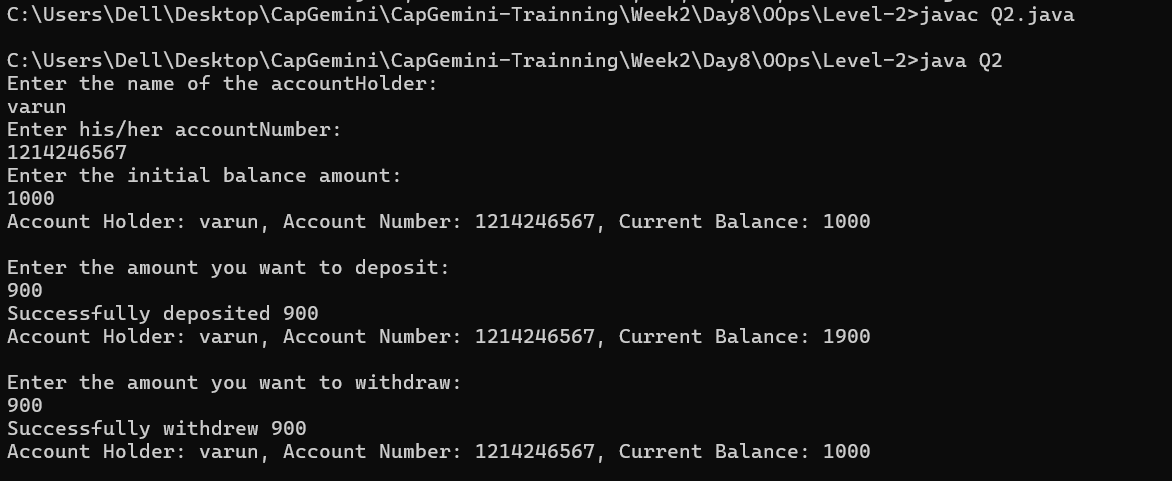 C:\Users\Dell\Desktop\CapGemini\CapGemini-Trainning\Week2\Day8\OOps\Level-2>javac Q2.java
C:\Users\Dell\Desktop\CapGemini\CapGemini-Trainning\Week2\Day8\OOps\Level-2>java Q2
Enter the name of the accountHolder:
varun
Enter his/her accountNumber:
1214246567
Enter the initial balance amount:
1000
Account Holder: varun, Account Number: 1214246567, Current Balance: 1000
Enter the amount you want to deposit:
900
Successfully deposited 900
Account Holder: varun, Account Number: 1214246567, Current Balance: 1900
Enter the amount you want to withdraw:
900
Successfully withdrew 900
Account Holder: varun, Account Number: 1214246567, Current Balance: 1000